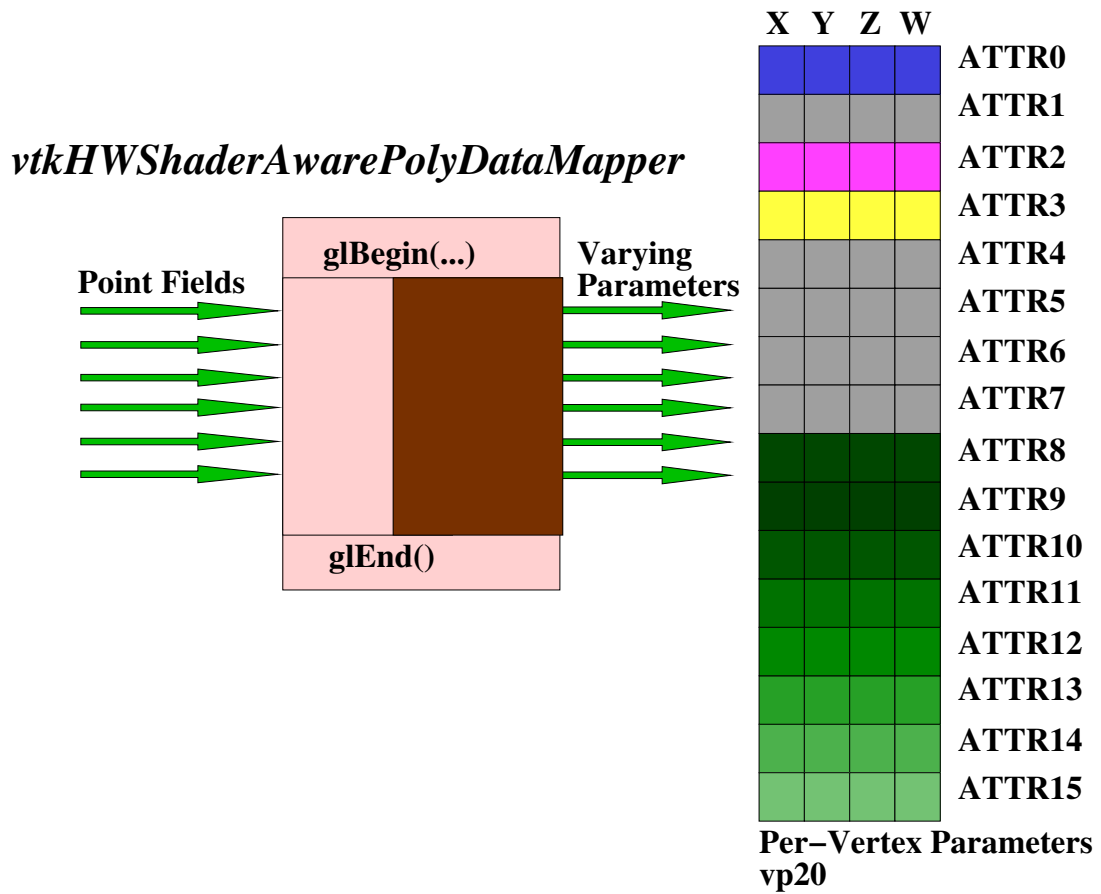 X Y Z W
ATTR0
ATTR1
vtkHWShaderAwarePolyDataMapper
ATTR2
ATTR3
glBegin(...)
Varying
Parameters
Point Fields
ATTR4
ATTR5
ATTR6
ATTR7
ATTR8
ATTR9
glEnd()
ATTR10
ATTR11
ATTR12
ATTR13
ATTR14
ATTR15
Per−Vertex Parameters
vp20